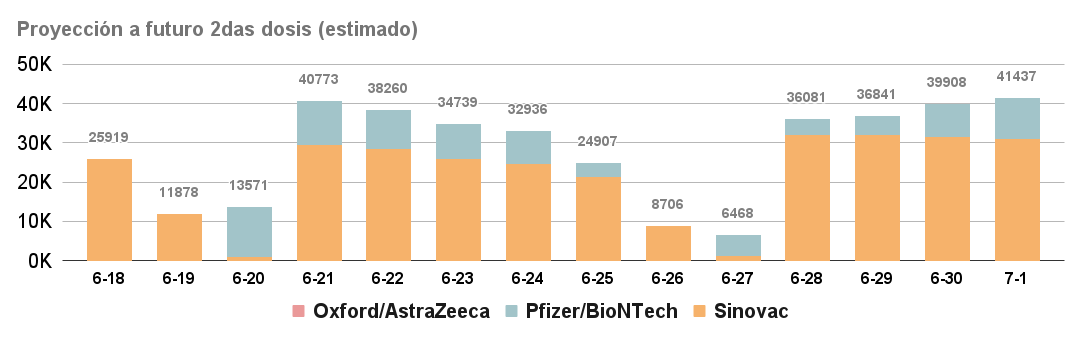 Proyección a futuro 2das dosis (estimado)
50K
40K
30K
20K
10K
0K
25919
11878
13571
40773
38260
34739
32936
24907
8706
6468
36081
36841
39908
41437
6-18 6-19 6-20 6-21 6-22 6-23 6-24 6-25 6-26 6-27 6-28 6-29 6-30 7-1
Oxford/AstraZeeca Pfizer/BioNTech Sinovac